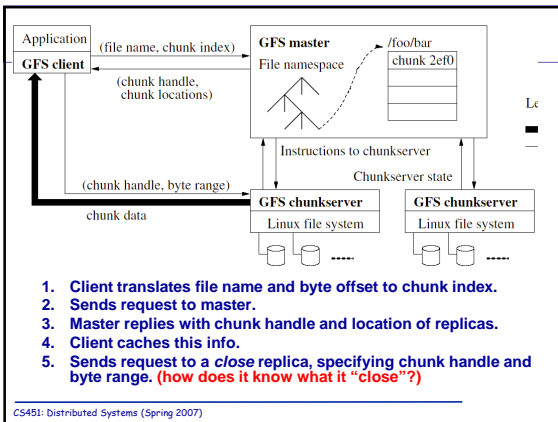 Application
GFS client
(file name, chunk index)
(chunk handle,
chunk locations)
GFS master
File namespace
/foo/bar
chunk 2ef0
Le
Instructions to chunkserver
Chunkserver state
(chunk handle, byte range)
chunk data
GFS chunkserver
Linux file system
GFS chunkserver
Linux file system
1. Client translates file name and byte offset to chunk index.
2. Sends request to master.
3. Master replies with chunk handle and location of replicas.
4. Client caches this info.
5. Sends request to a close replica, specifying chunk handle and
byte range. (how does it know what it “close”?)
CS451: Distributed Systems (Spring 2007)